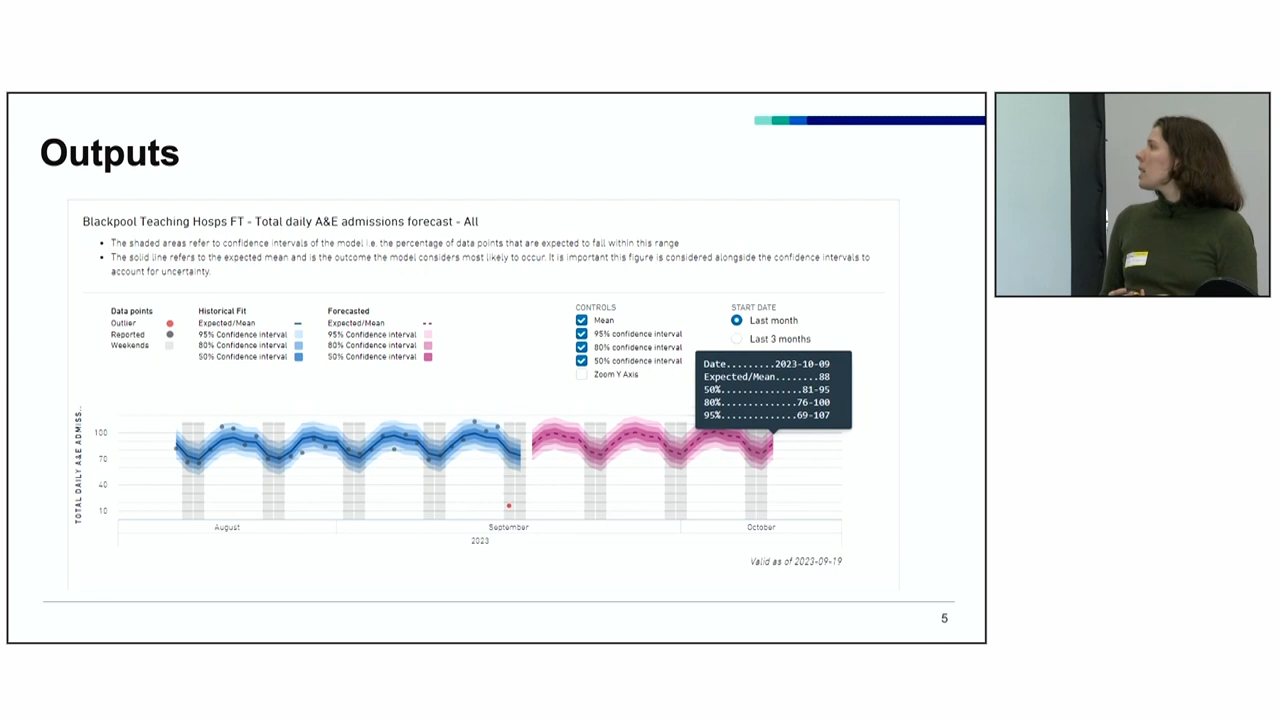 Outputs
Blackpool Teaching Hosps FT - Total daily A&E admissions forecast - All
• The shaded areas refer to confidence intervals of the model i.e. the percentage of data points that are expected to fall within this range
• The solid line refers to the expected mean and is the outcome the model considers most likely to occur. It is important this figure is considered alongside the confidence intervals to
account for uncertainty.
Data points
Outlier
Reported
Weekends
Historical Fit
Expected/Mean
95% Confidence interval
80% Confidence interval
50% Confidence interval
Forecasted
Expected/Mean
95% Confidence interval
80% Confidence interval
50% Confidence interval
CONTROLS
Mean
95% confidence interval
80% confidence interval
50% confidence interval
Zoom Y Axis
START DATE
Last month
Last 3 months
Date.........2023-10-09
Expected/Mean........88
50%..............81-95
80%.............76-100
95%.............69-107
TOTAL DAILY A&E ADMISS..
100
70
40
10
August
September
October
2023
Valid as of 2023-09-19
5